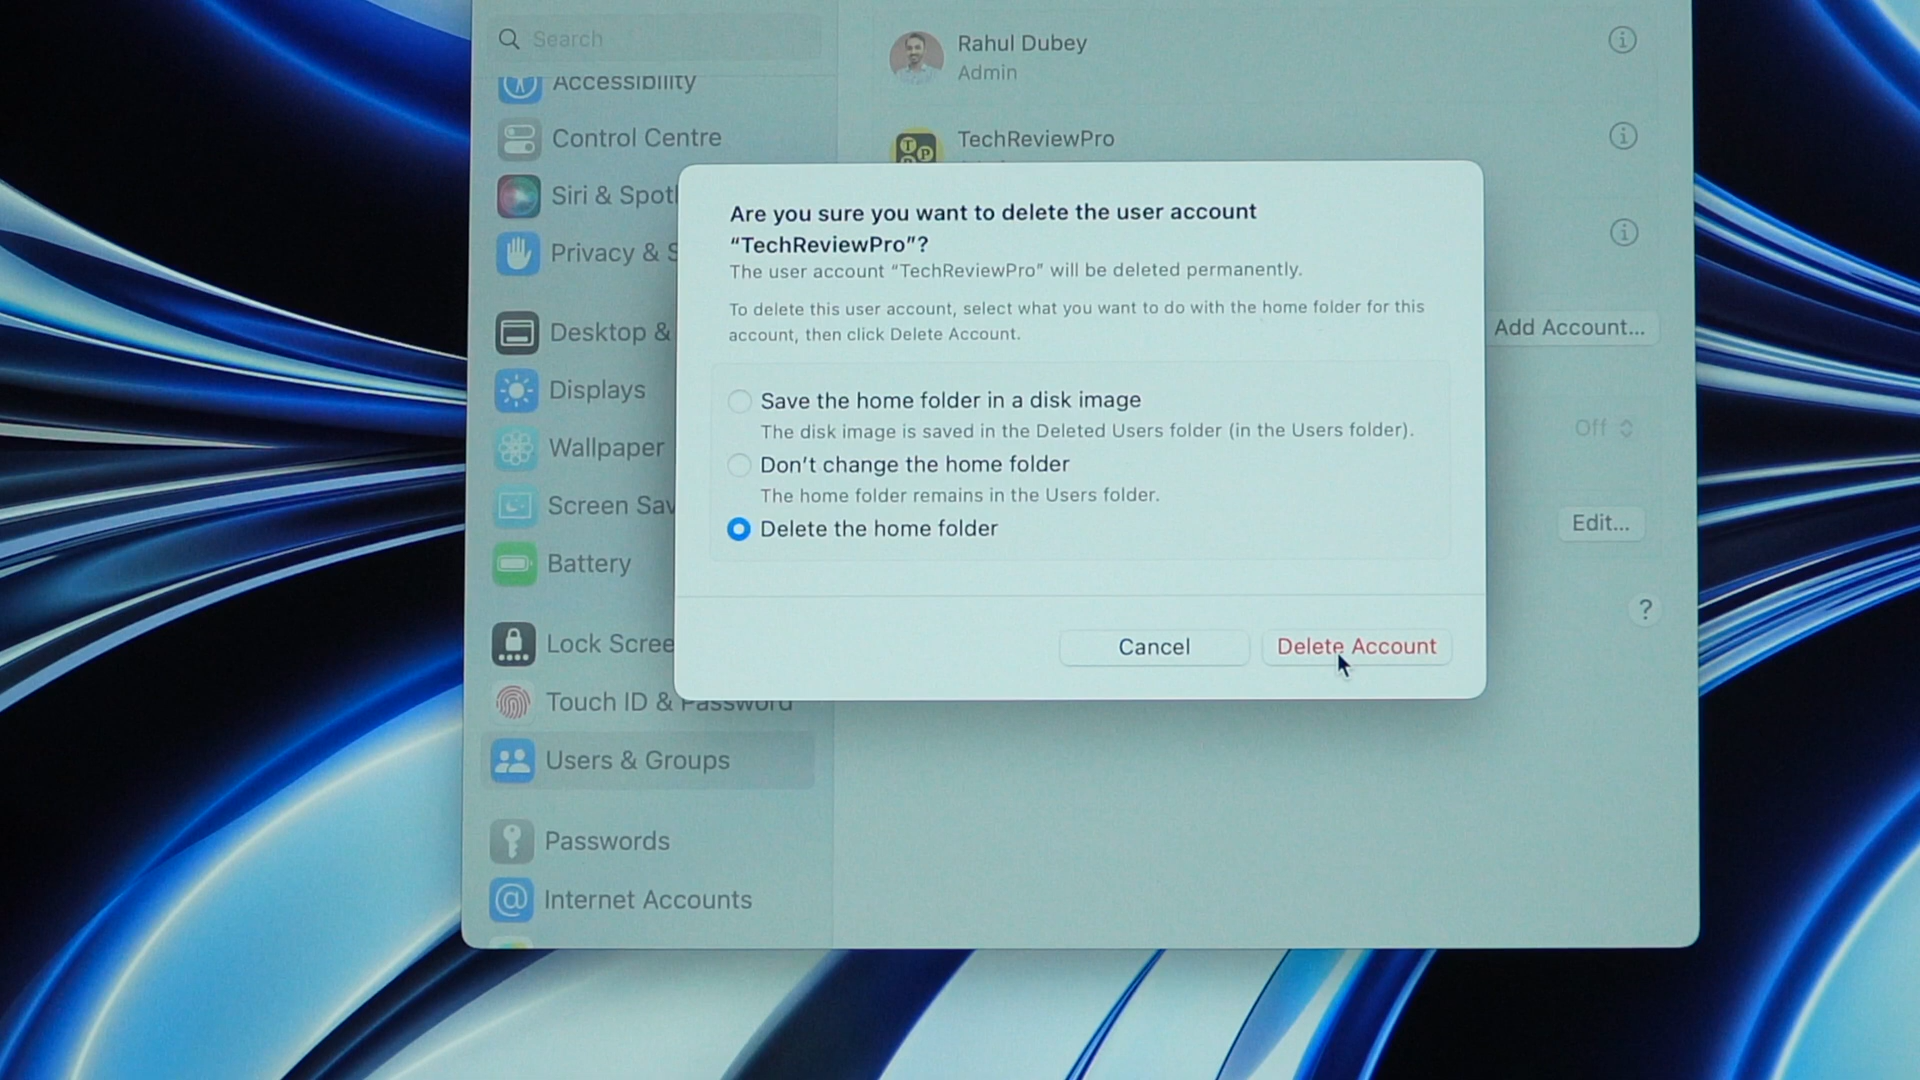 Search
Accessibility
Control Centre
Siri & Spotl
Privacy & S
Desktop &
Displays
Wallpaper
Screen Sav
Battery
Lock Scree
Touch ID & Password
Users & Groups
Passwords
Internet Accounts
Rahul Dubey
Admin
TechReviewPro
Are you sure you want to delete the user account
“TechReviewPro”?
The user account “TechReviewPro” will be deleted permanently.
To delete this user account, select what you want to do with the home folder for this
account, then click Delete Account.
Save the home folder in a disk image
The disk image is saved in the Deleted Users folder (in the Users folder).
Don’t change the home folder
The home folder remains in the Users folder.
Delete the home folder
Cancel
Delete Account
Add Account...
Off
Edit...
?